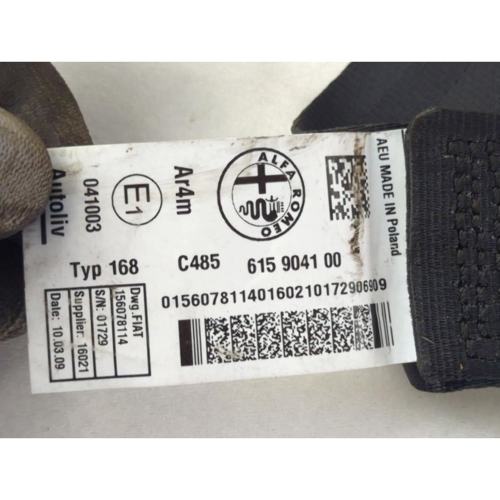 Autoliv
041003
E1
Ar4m
ALFA ROMEO
AEU MADE IN Poland
Typ 168
C485
615 9041 00
01560781140160210172906909
Dwg.FIAT
156078114
S/N: 01729
Supplier: 16021
Date: 10.03.09